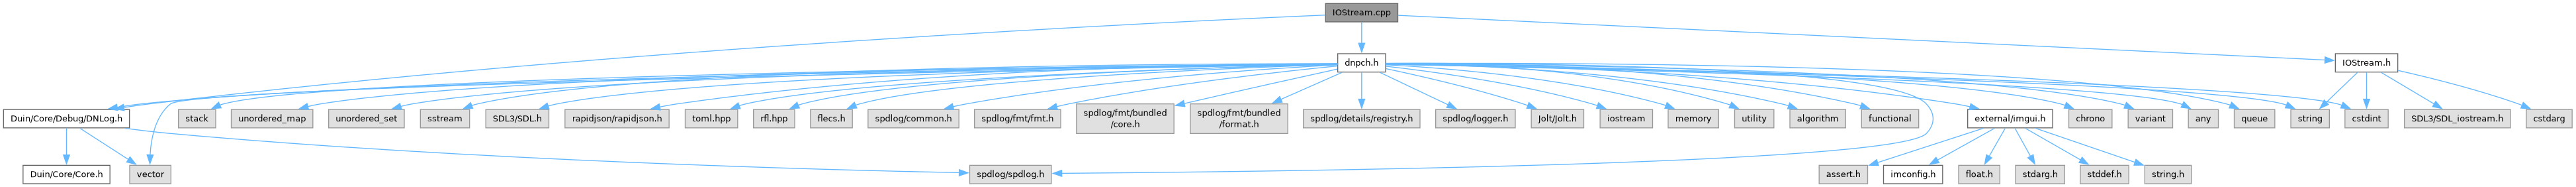 IOStream.cpp
dnpch.h
IOStream.h
Duin/Core/Debug/DNLog.h
stack
unordered_map
unordered_set
sstream
SDL3/SDL.h
rapidjson/rapidjson.h
toml.hpp
rfl.hpp
flecs.h
spdlog/common.h
spdlog/fmt/fmt.h
spdlog/fmt/bundled
/core.h
spdlog/fmt/bundled
/format.h
spdlog/details/registry.h
spdlog/logger.h
Jolt/Jolt.h
iostream
memory
utility
algorithm
functional
external/imgui.h
chrono
variant
any
queue
string
cstdint
SDL3/SDL_iostream.h
cstdarg
Duin/Core/Core.h
vector
spdlog/spdlog.h
assert.h
imconfig.h
float.h
stdarg.h
stddef.h
string.h